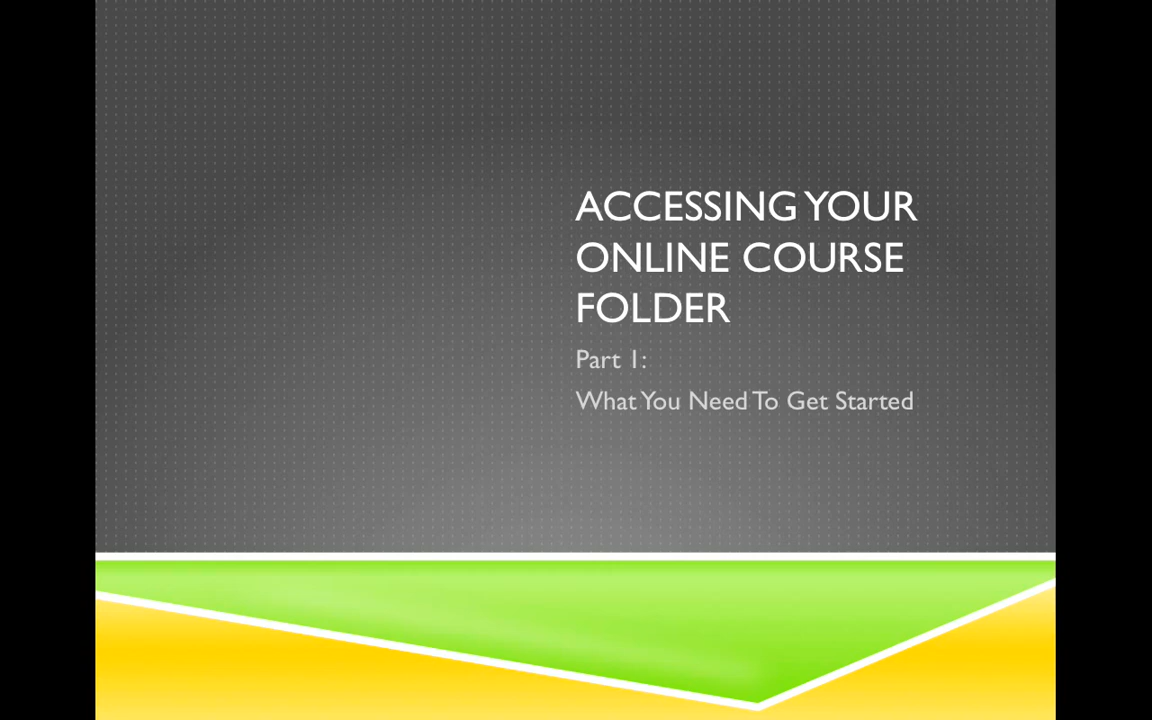 ACCESSING YOUR
ONLINE COURSE
FOLDER
Part 1:
What You Need To Get Started